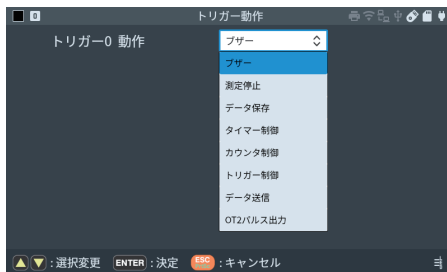 0 トリガー動作
トリガー0 動作 ブザー
ブザー
測定停止
データ保存
タイマー制御
カウンタ制御
トリガー制御
データ送信
OT2パルス出力
:選択変更 ENTER :決定 ESC :キャンセル